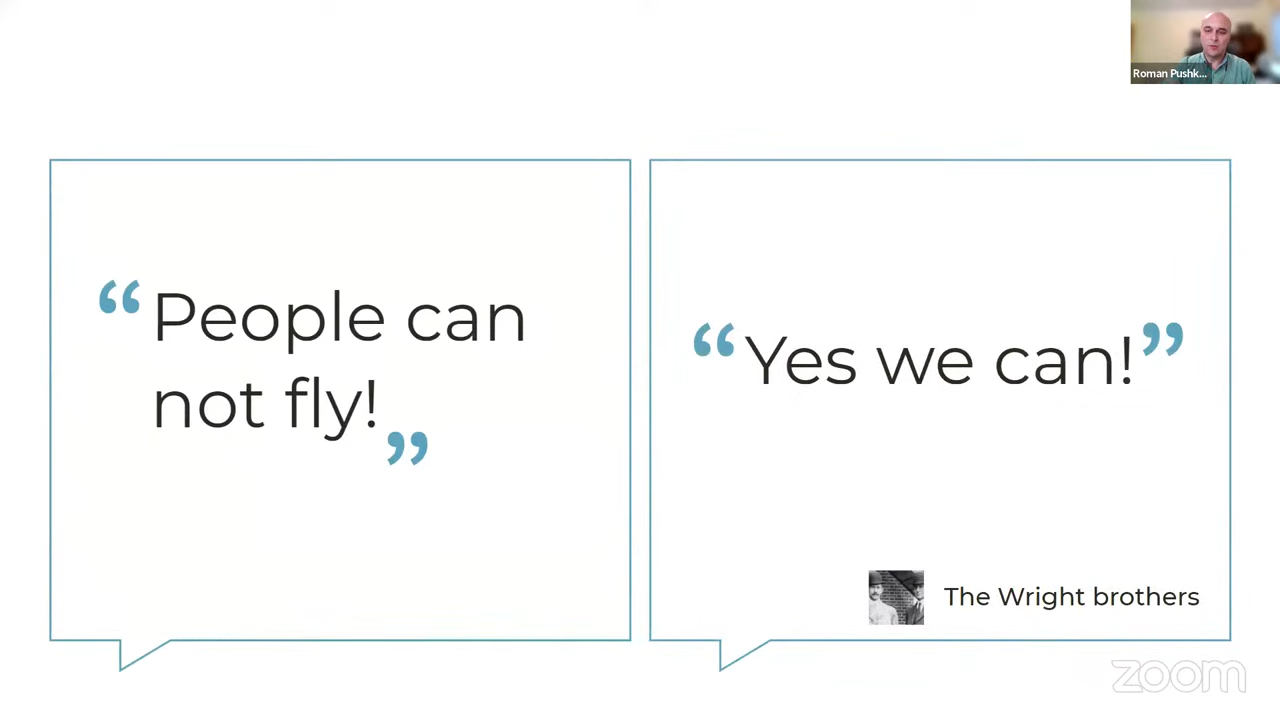 Roman Pushk...
“People can
not fly!”
“Yes we can!”
The Wright brothers
zoom